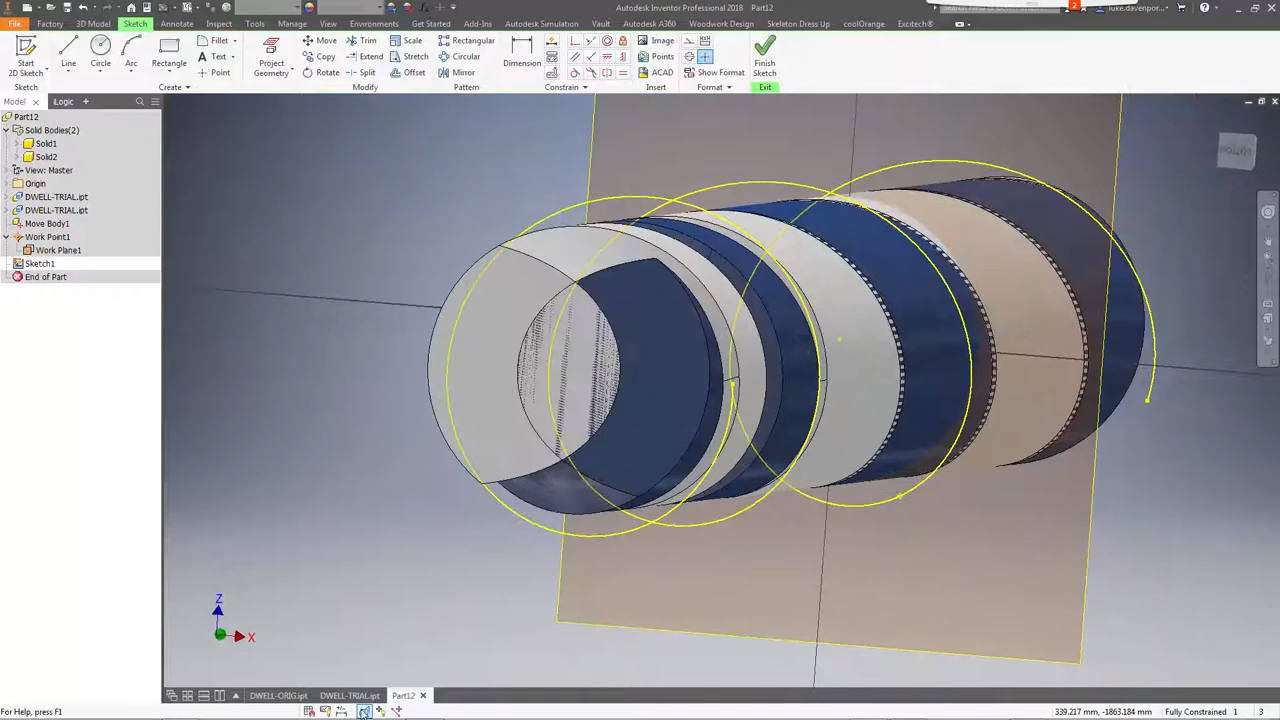 Autodesk Inventor Professional 2018 Part12
2
luke.davenpor...
File Factory 3D Model Sketch Annotate Inspect Tools Manage View Environments Get Started Add-Ins Autodesk Simulation Vault Autodesk A360 Woodwork Design Skeleton Dress Up coolOrange Excitech®
Start
2D Sketch
Line
Circle
Arc
Rectangle
Fillet
Text
Point
Project
Geometry
Move
Copy
Rotate
Trim
Extend
Split
Scale
Stretch
Offset
Rectangular
Circular
Mirror
Dimension
Image
Points
ACAD
Show Format
Finish
Sketch
Sketch Create Modify Pattern Constrain Insert Format Exit
Model iLogic
Part12
Solid Bodies(2)
Solid1
Solid2
View: Master
Origin
DWELL-TRIAL.ipt
DWELL-TRIAL.ipt
Move Body1
Work Point1
Work Plane1
Sketch1
End of Part
BOTTOM
Z
X
DWELL-ORIG.ipt DWELL-TRIAL.ipt Part12
For Help, press F1
339.217 mm, -1863.184 mm Fully Constrained 1 3